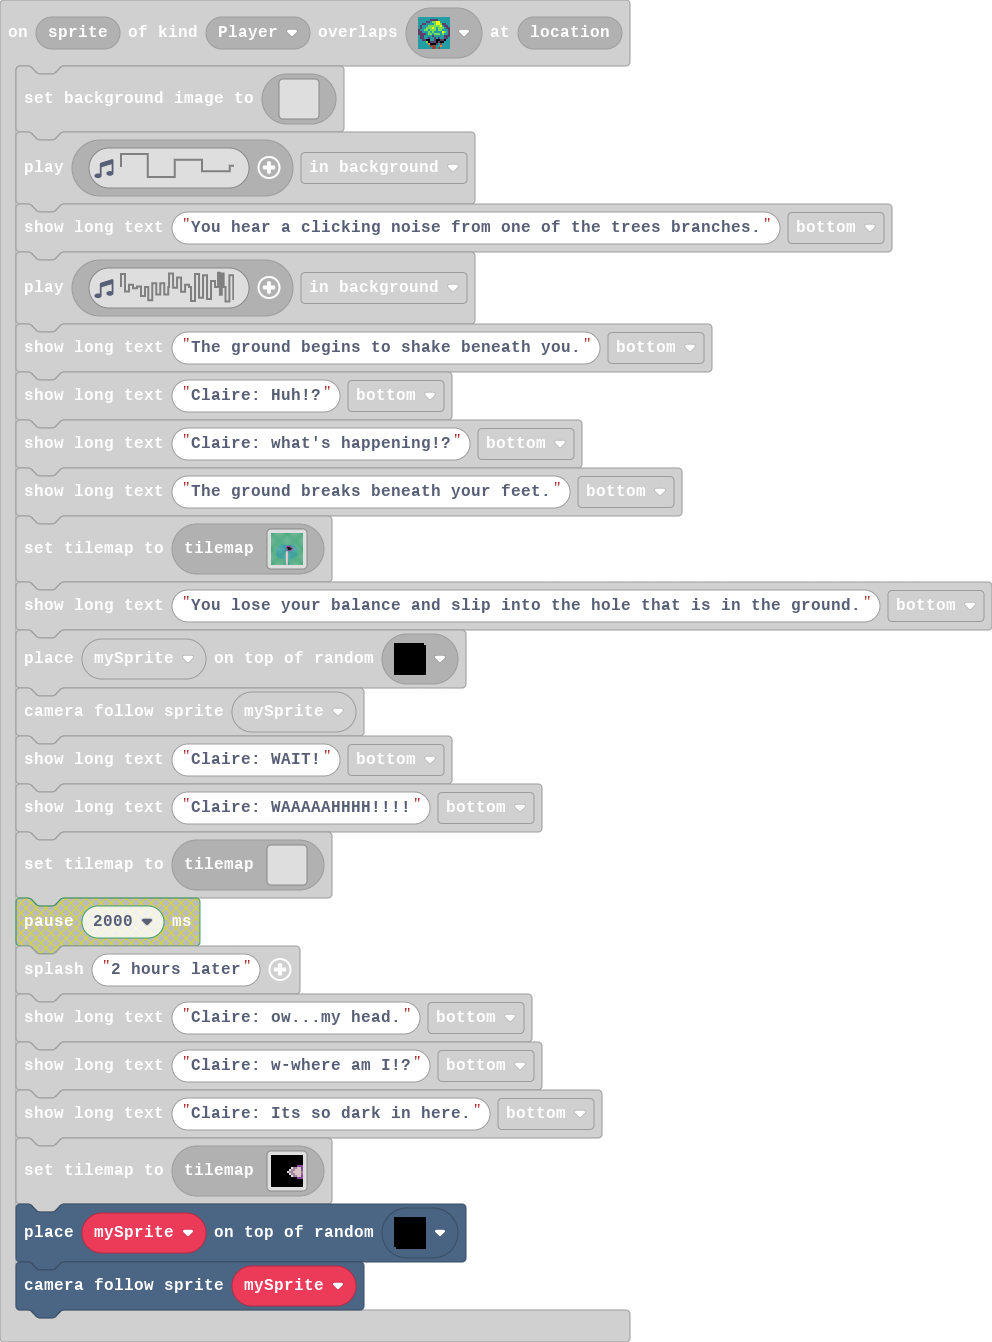 on sprite of kind Player overlaps at location
set background image to
play in background
show long text "You hear a clicking noise from one of the trees branches." bottom
play in background
show long text "The ground begins to shake beneath you." bottom
show long text "Claire: Huh!?" bottom
show long text "Claire: what's happening!?" bottom
show long text "The ground breaks beneath your feet." bottom
set tilemap to tilemap
show long text "You lose your balance and slip into the hole that is in the ground." bottom
place mySprite on top of random
camera follow sprite mySprite
show long text "Claire: WAIT!" bottom
show long text "Claire: WAAAAAHHHH!!!!" bottom
set tilemap to tilemap
pause 2000 ms
splash "2 hours later"
show long text "Claire: ow...my head." bottom
show long text "Claire: w-where am I!?" bottom
show long text "Claire: Its so dark in here." bottom
set tilemap to tilemap
place mySprite on top of random
camera follow sprite mySprite